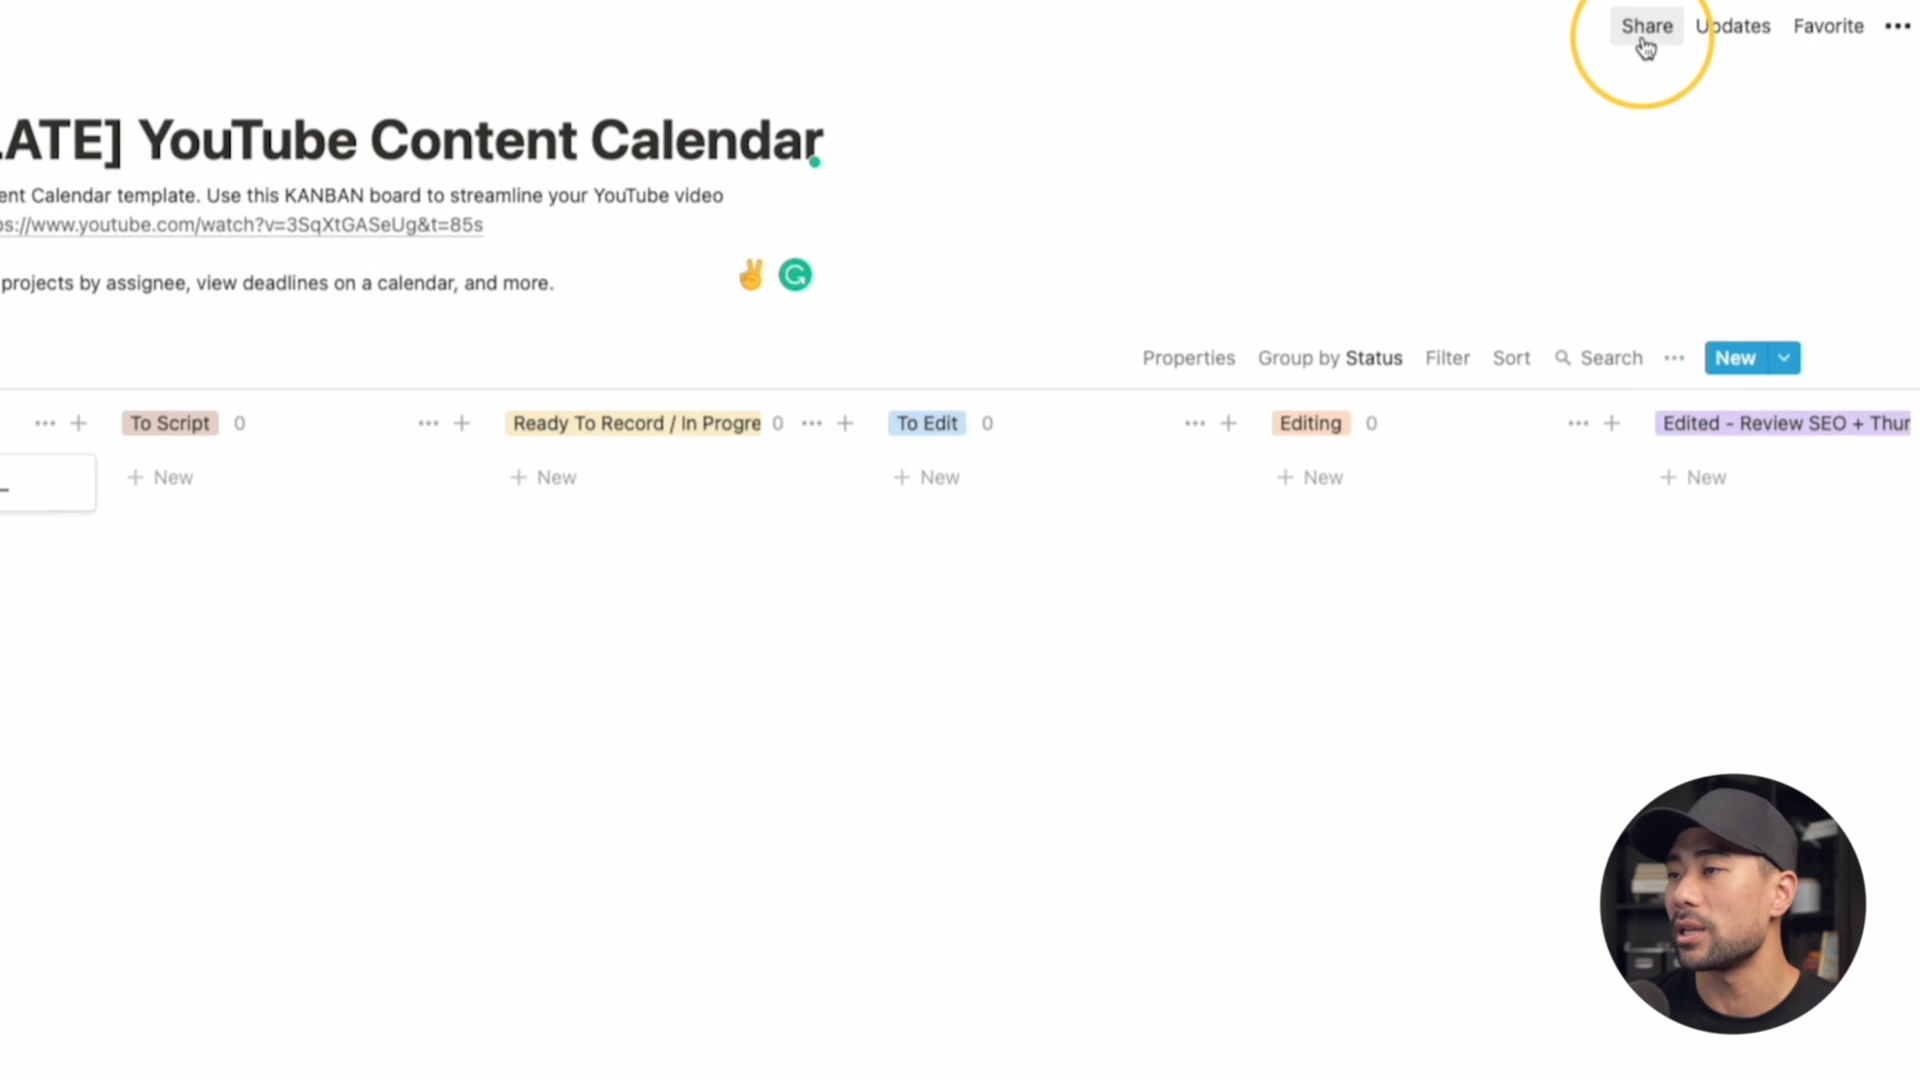 Share Updates Favorite
LATE] YouTube Content Calendar
ent Calendar template. Use this KANBAN board to streamline your YouTube video
ps://www.youtube.com/watch?v=3SqXtGASeUg&t=85s
projects by assignee, view deadlines on a calendar, and more.
Properties Group by Status Filter Sort Search New
To Script 0 Ready To Record / In Progre 0 To Edit 0 Editing 0 Edited - Review SEO + Thu
+ New + New + New + New + New